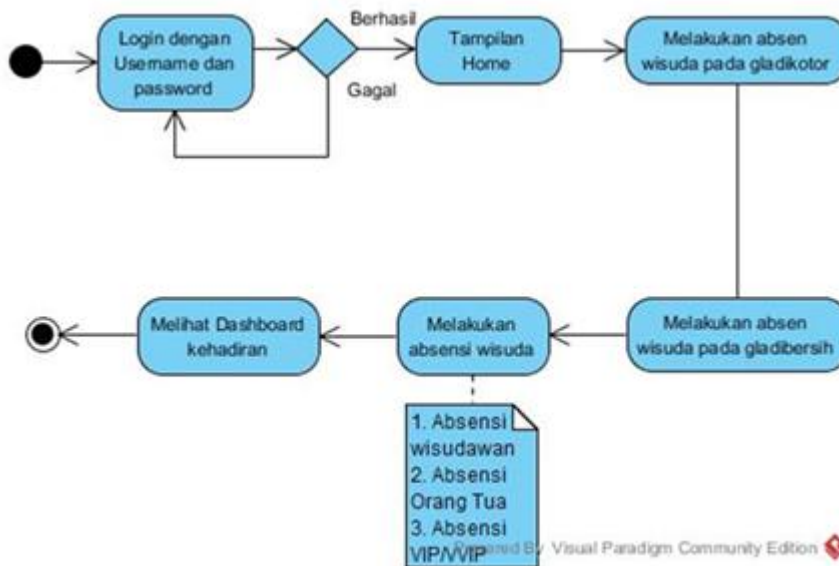 Login dengan
Username dan
password
Berhasil
Gagal
Tampilan
Home
Melakukan absen
wisuda pada gladikotor
Melihat Dashboard
kehadiran
Melakukan
absensi wisuda
Melakukan absen
wisuda pada gladibersih
1. Absensi
wisudawan
2. Absensi
Orang Tua
3. Absensi
VIP/VVIP
Powered By Visual Paradigm Community Edition